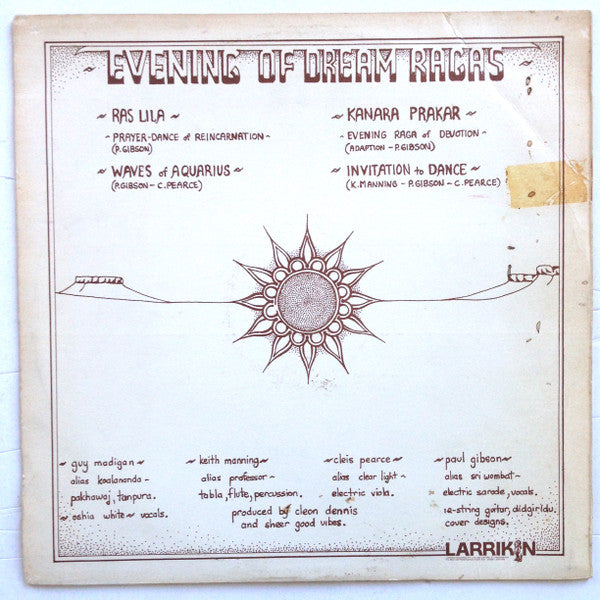 ~ EVENING OF DREAM RAGAS ~
~ RAS LILA ~
~ PRAYER-DANCE of REINCARNATION ~
(P. GIBSON)
~ WAVES of AQUARIUS ~
(P. GIBSON - C. PEARCE)
~ KANARA PRAKAR ~
~ EVENING RAGA of DEVOTION ~
(ADAPTION - P. GIBSON)
~ INVITATION to DANCE ~
(K. MANNING - P. GIBSON - C. PEARCE)
~ guy madigan ~
alias koalananda ~
pakhawaj, tanpura.
~ oshia white ~ vocals.
~ keith manning ~
alias professor ~
tabla, flute, percussion.
~ cleis pearce ~
alias clear light ~
electric viola.
produced by cleon dennis
and sheer good vibes.
~ paul gibson ~
alias sri wombat ~
electric sarode, vocals.
12-string guitar, didgiridu.
cover designs.
LARRIKIN